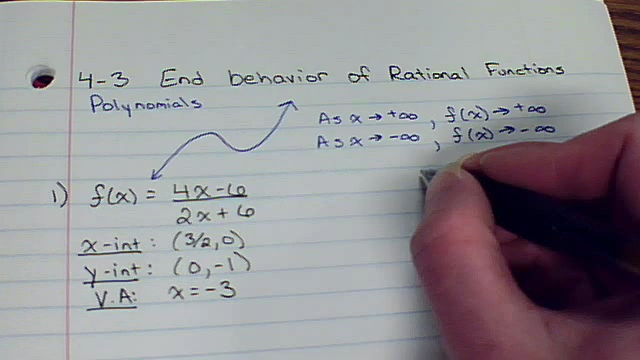 4-3 End behavior of Rational Functions
Polynomials
As x → +∞, f(x) → +∞
As x → -∞, f(x) → -∞
1) f(x) = 4x-6 / 2x+6
x-int: (3/2, 0)
y-int: (0, -1)
V.A: x = -3